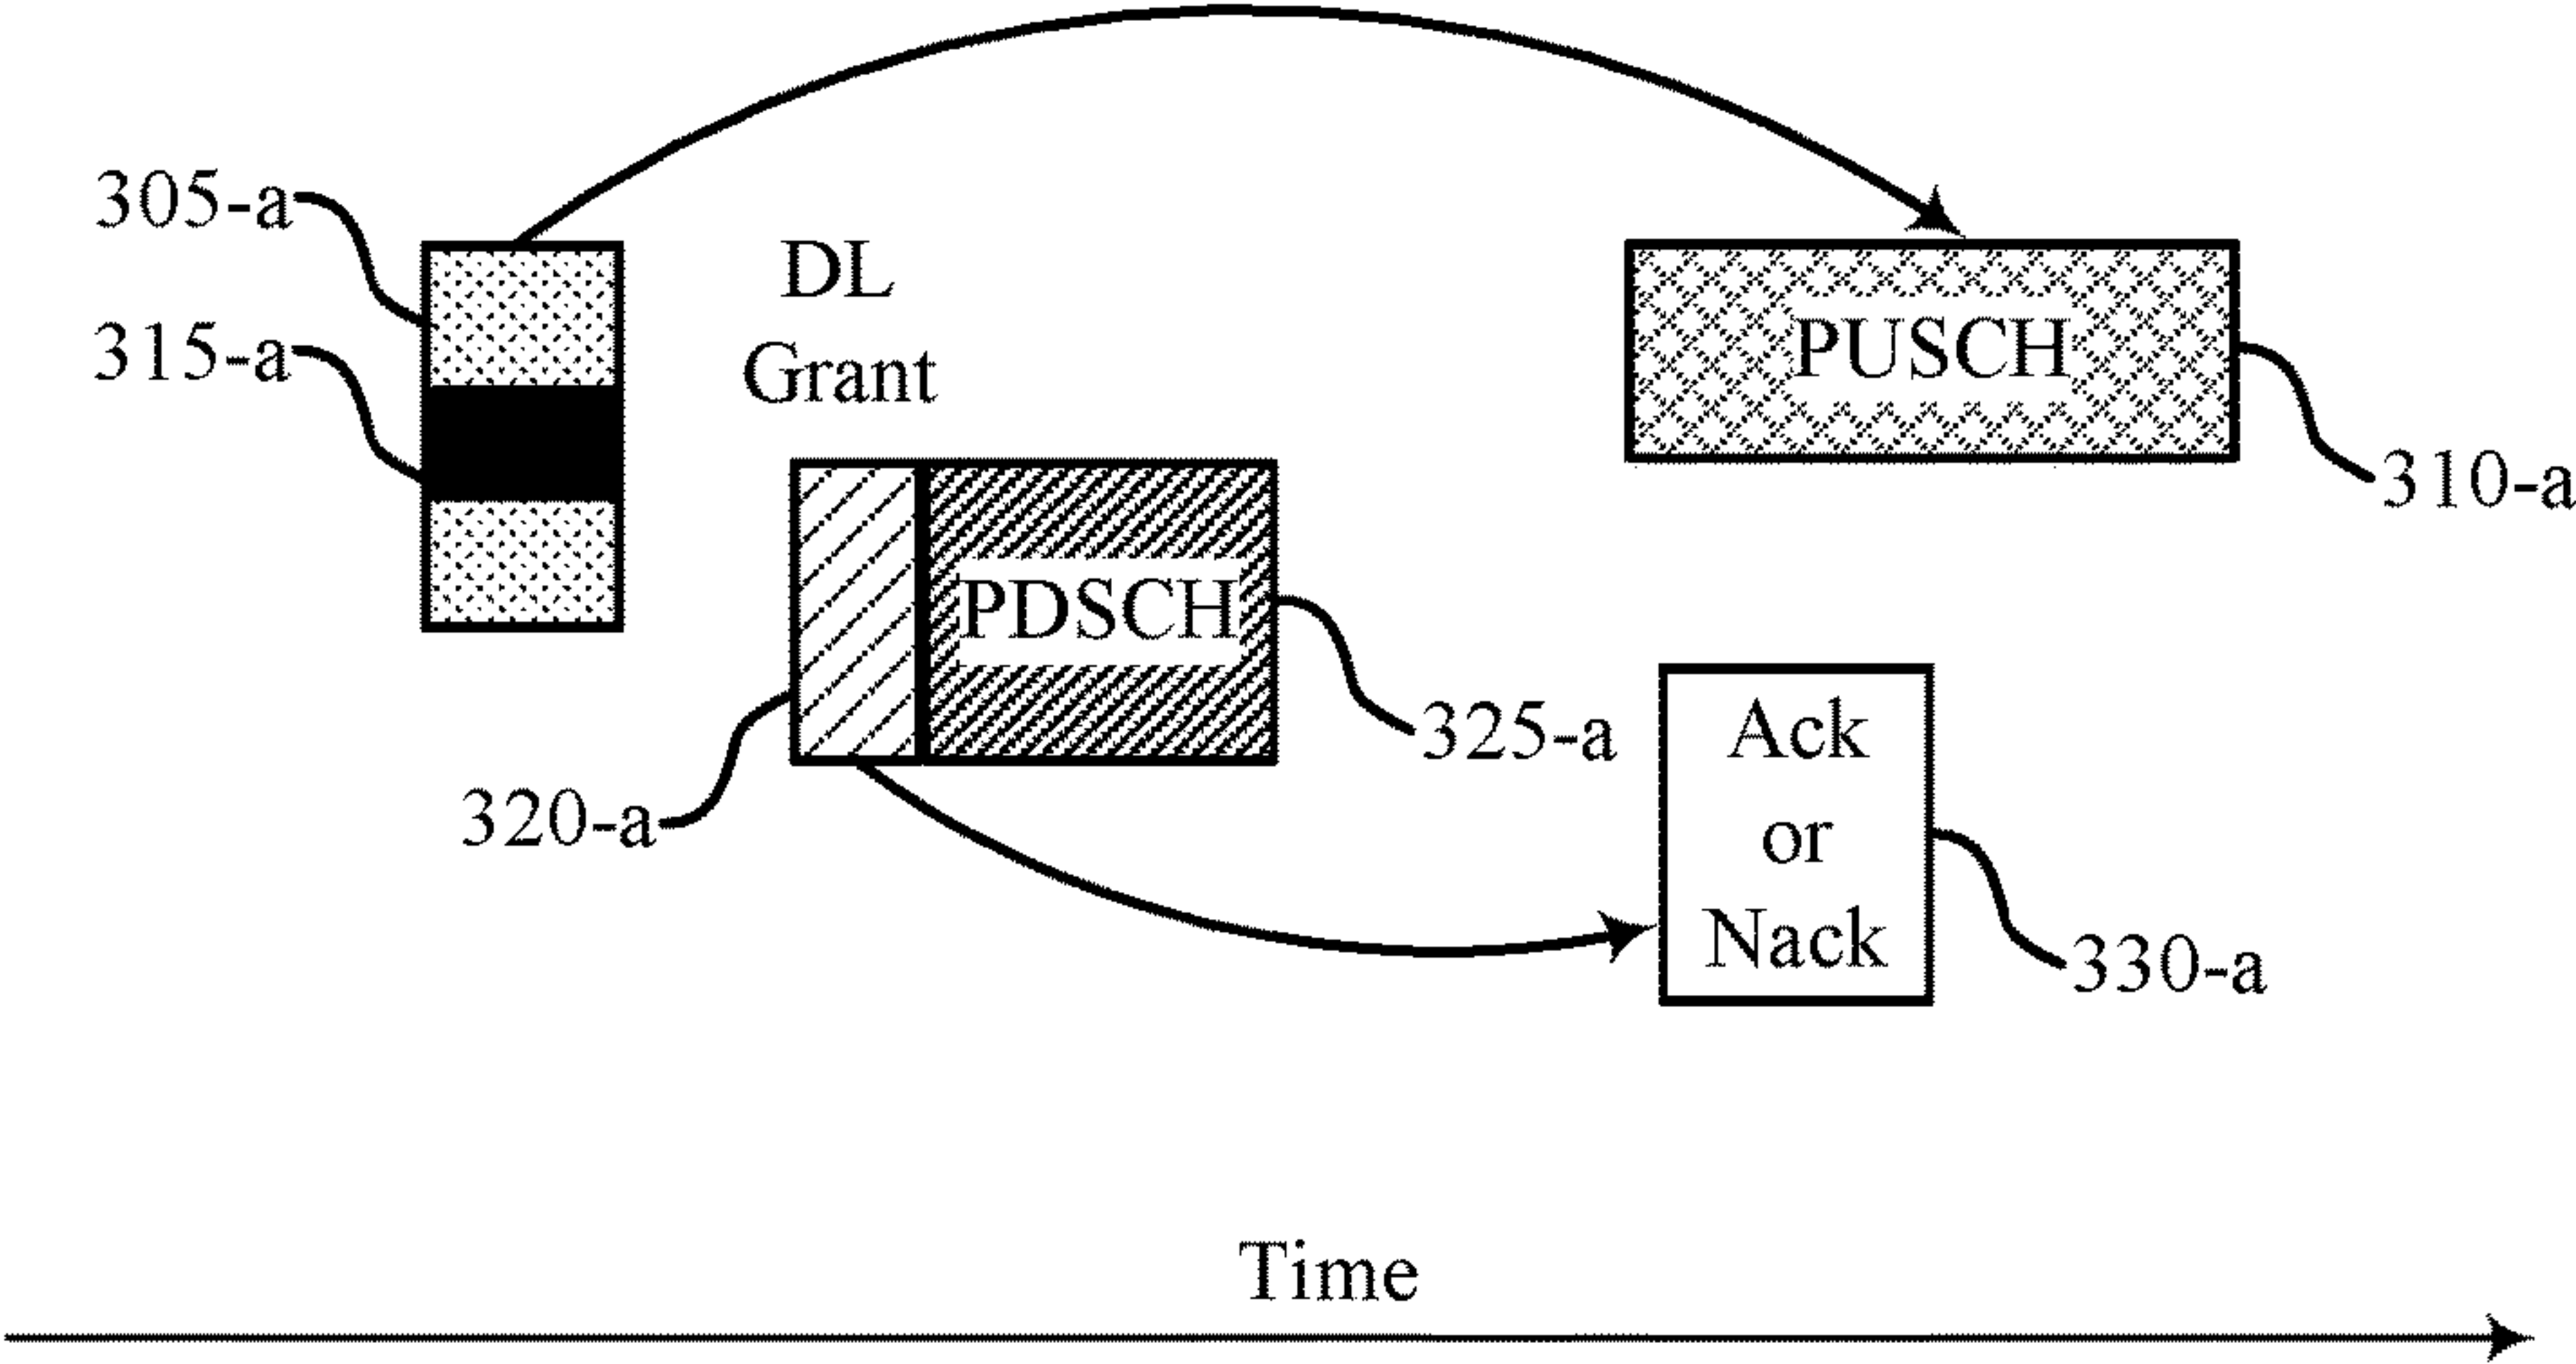 305-a
315-a
DL
Grant
PUSCH
310-a
PDSCH
325-a
320-a
Ack
or
Nack
330-a
Time